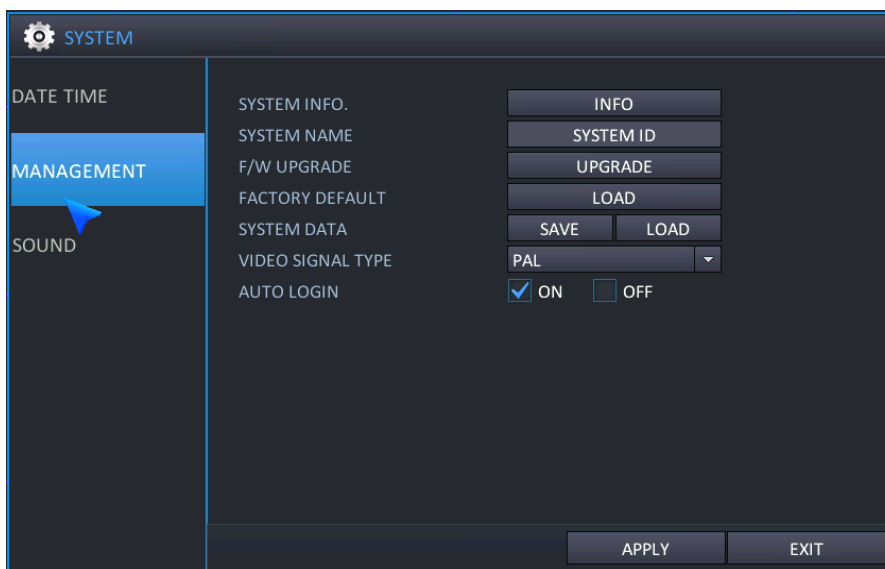 SYSTEM
DATE TIME
MANAGEMENT
SOUND
SYSTEM INFO. INFO
SYSTEM NAME SYSTEM ID
F/W UPGRADE UPGRADE
FACTORY DEFAULT LOAD
SYSTEM DATA SAVE LOAD
VIDEO SIGNAL TYPE PAL
AUTO LOGIN ON OFF
APPLY EXIT